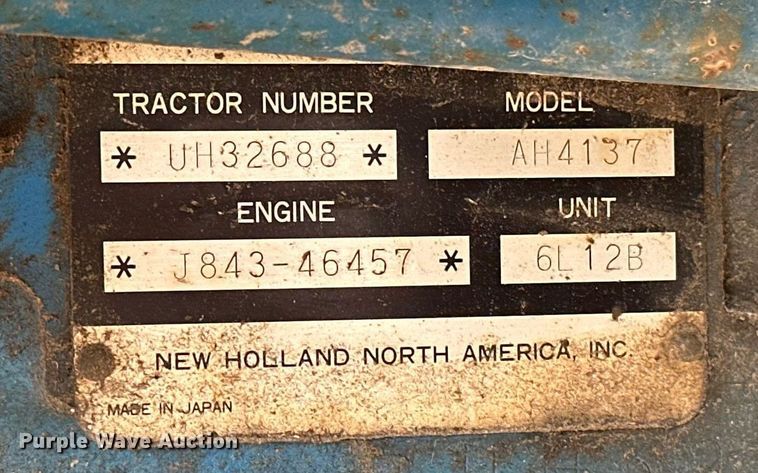 TRACTOR NUMBER MODEL
* UH32688 * AH4137
ENGINE UNIT
* J843-46457 * 6L12B
NEW HOLLAND NORTH AMERICA, INC.
MADE IN JAPAN
Purple Wave Auction